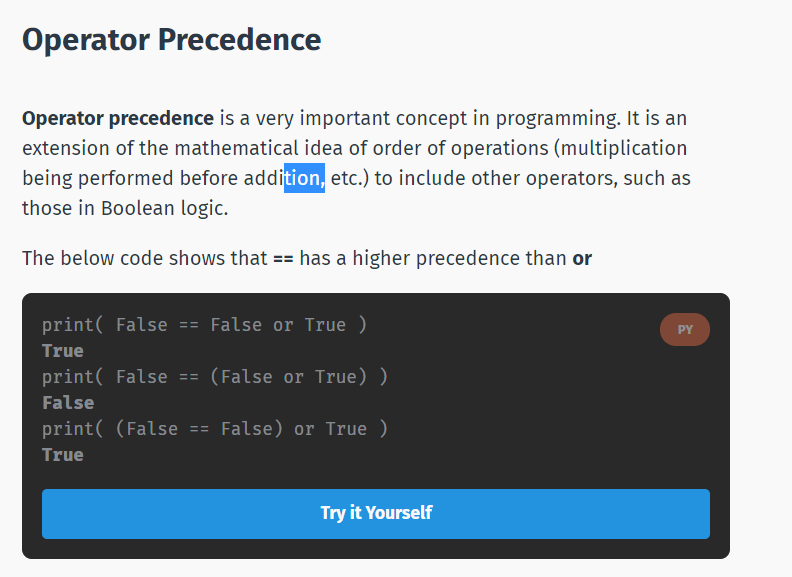 Operator Precedence
Operator precedence is a very important concept in programming. It is an
extension of the mathematical idea of order of operations (multiplication
being performed before addition, etc.) to include other operators, such as
those in Boolean logic.
The below code shows that == has a higher precedence than or
print( False == False or True )
PY
True
print( False == (False or True) )
False
print( (False == False) or True )
True
Try it Yourself